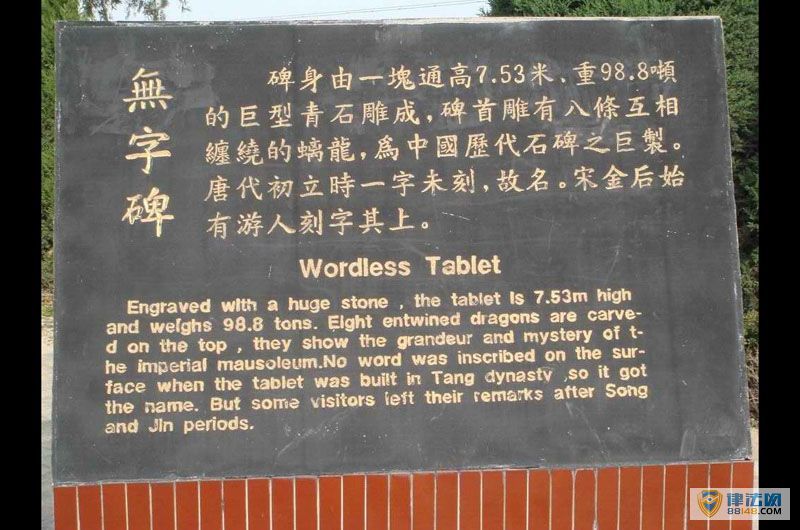 無字碑
碑身由一塊通高7.53米、重98.8噸
的巨型青石雕成，碑首雕有八條互相
纏繞的螭龍，為中國歷代石碑之巨製。
唐代初立時一字未刻，故名。宋金后始
有游人刻字其上。
Wordless Tablet
Engraved with a huge stone , the tablet is 7.53m high
and weighs 98.8 tons. Eight entwined dragons are carve-
d on the top , they show the grandeur and mystery of t-
he imperial mausoleum.No word was inscribed on the sur-
face when the tablet was built in Tang dynasty ,so it got
the name. But some visitors left their remarks after Song
and Jin periods.
律法网
88148.COM